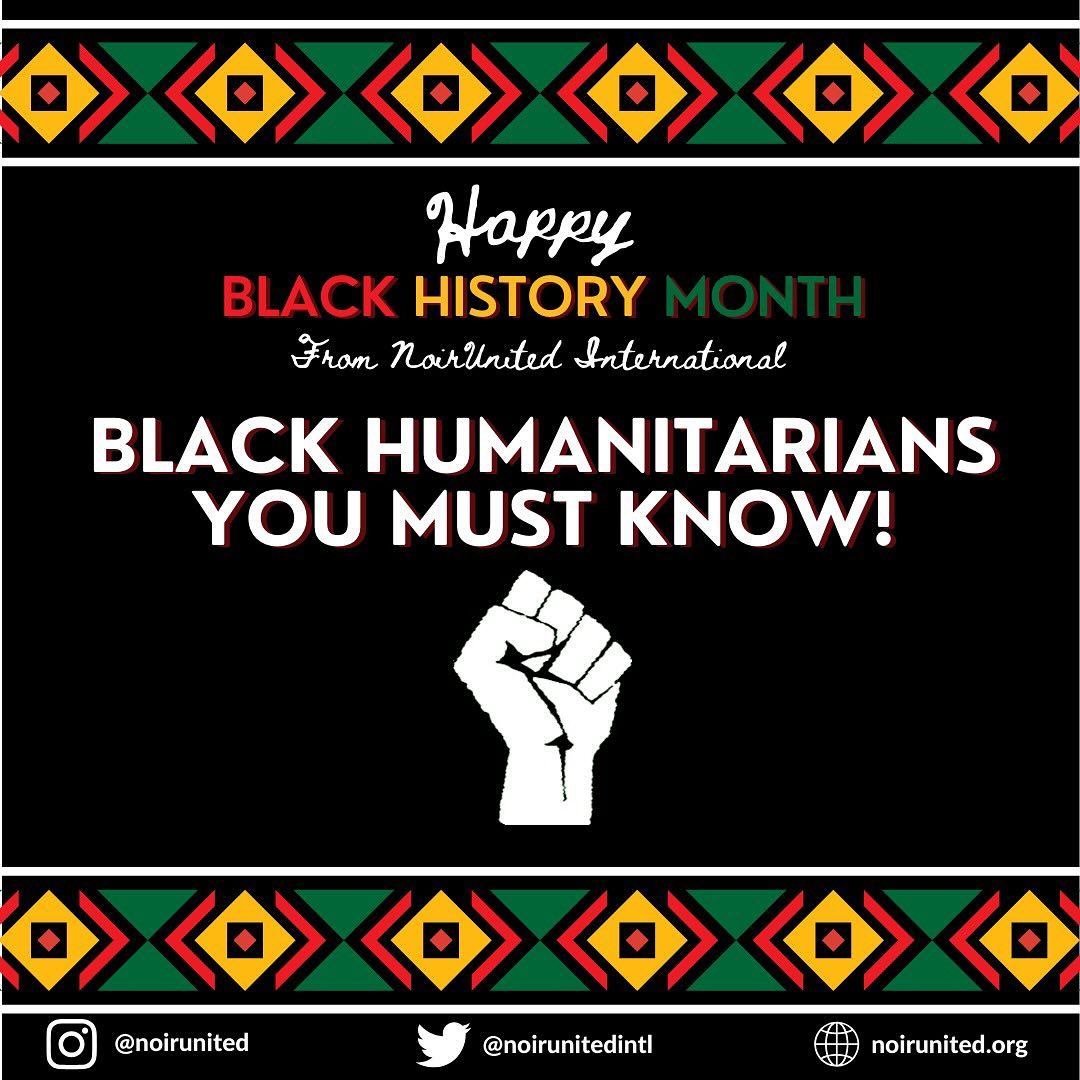 Happy
BLACK HISTORY MONTH
From NoirUnited International
BLACK HUMANITARIANS
YOU MUST KNOW!
@noirunited
@noirunitedintl
noirunited.org